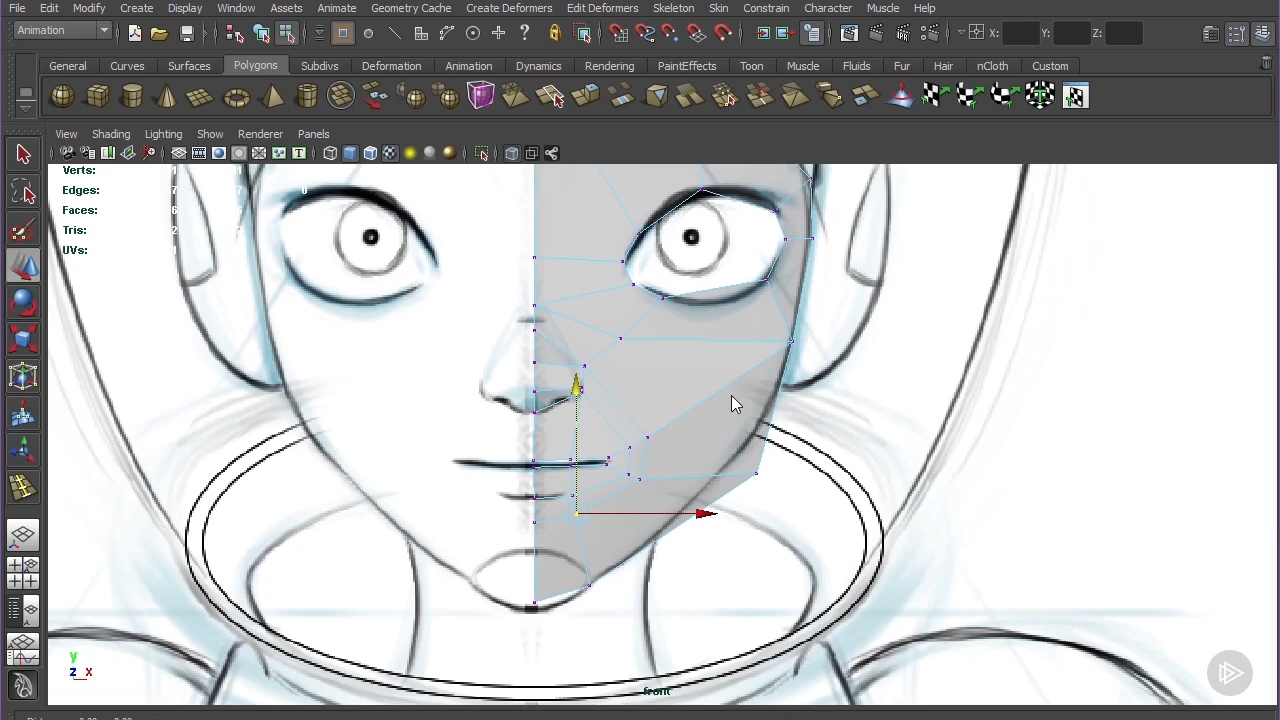 File Edit Modify Create Display Window Assets Animate Geometry Cache Create Deformers Edit Deformers Skeleton Skin Constrain Character Muscle Help
Animation X: Y: Z:
General Curves Surfaces Polygons Subdivs Deformation Animation Dynamics Rendering PaintEffects Toon Muscle Fluids Fur Hair nCloth Custom
View Shading Lighting Show Renderer Panels
Verts:
Edges: 0
Faces:
Tris:
UVs:
y
z x
front